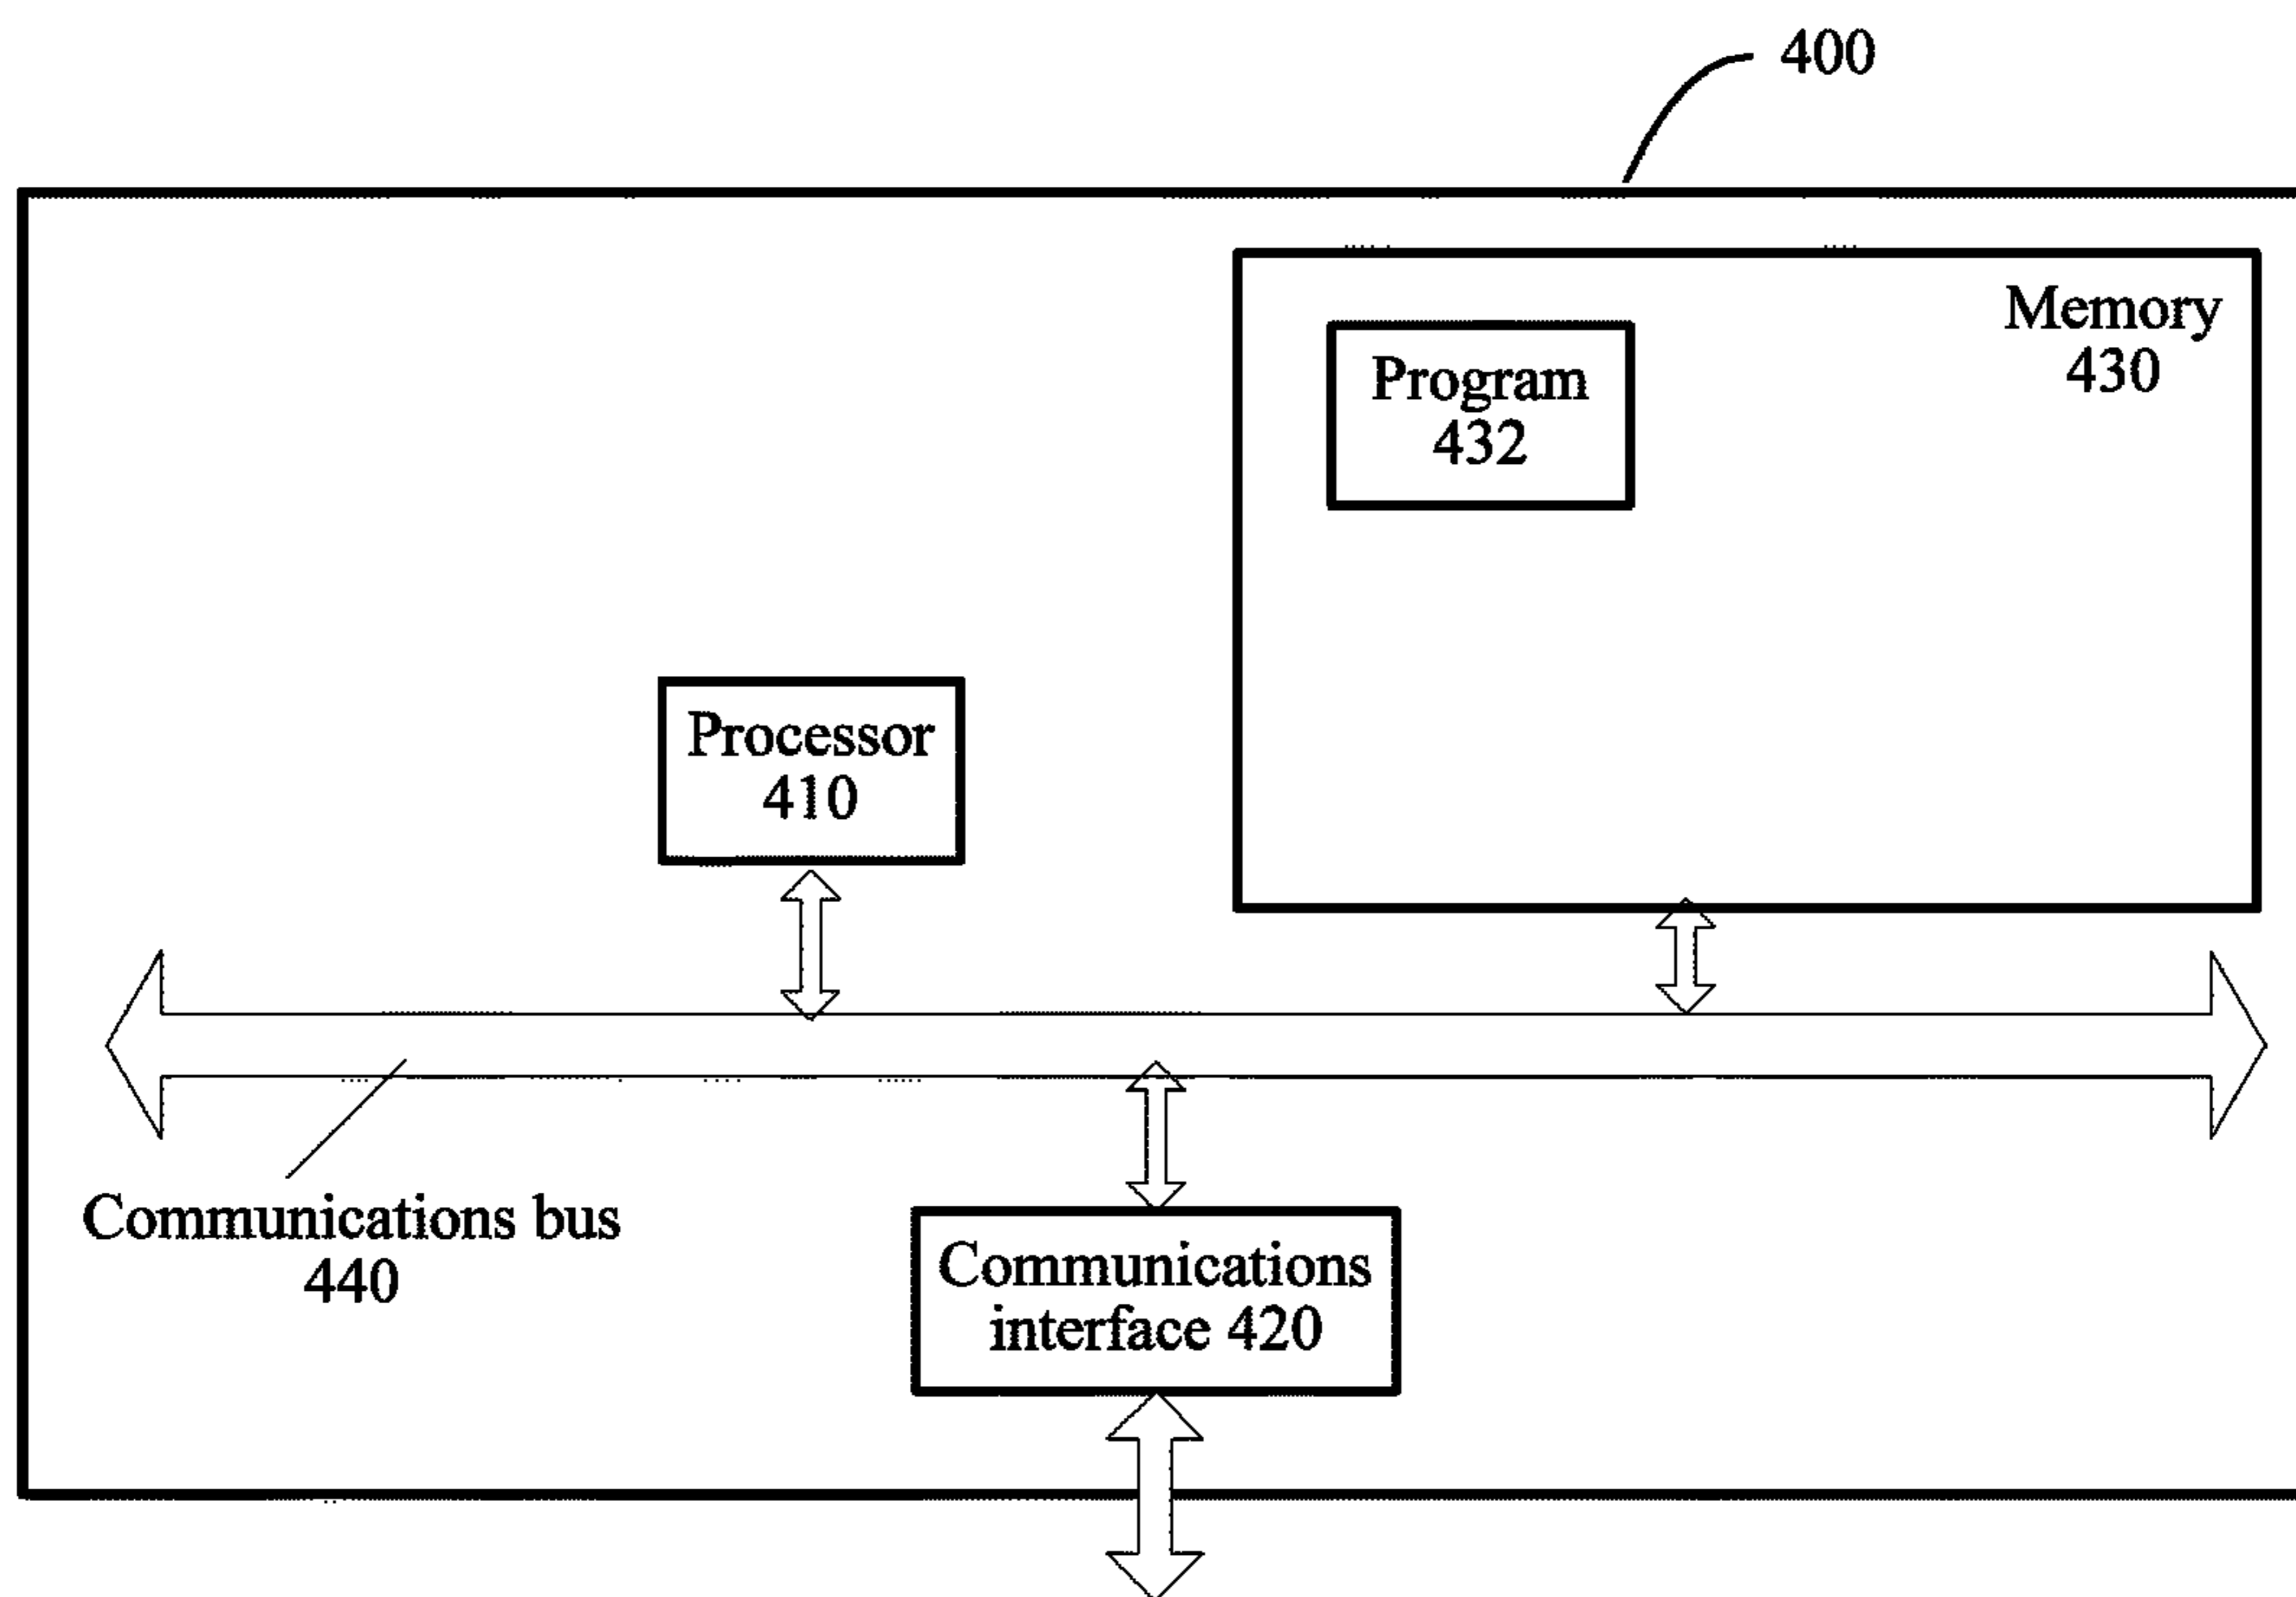 400
Memory
430
Program
432
Processor
410
Communications bus
440
Communications
interface 420